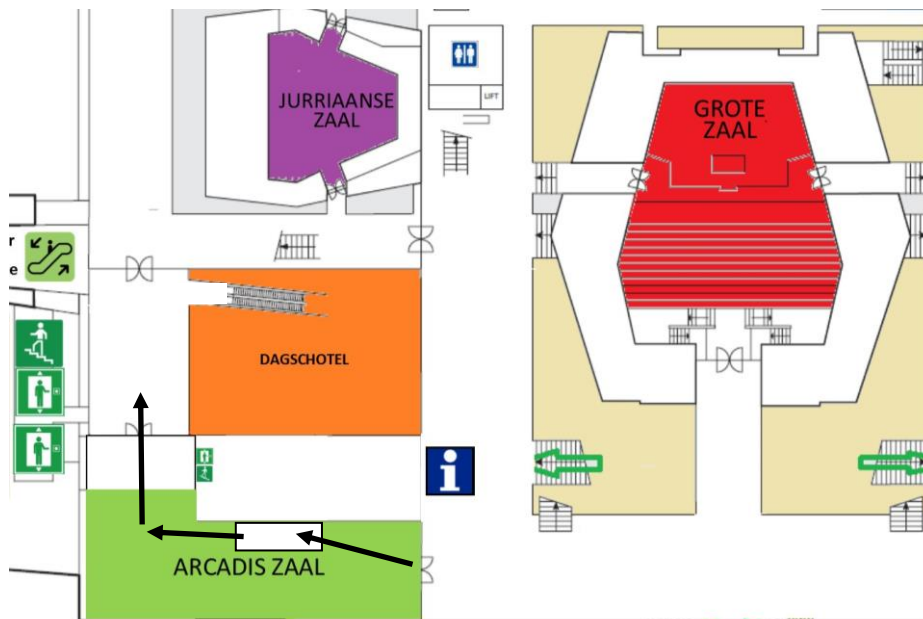 JURRIAANSE
ZAAL
LIFT
GROTE
ZAAL
r
e
DAGSCHOTEL
i
ARCADIS ZAAL